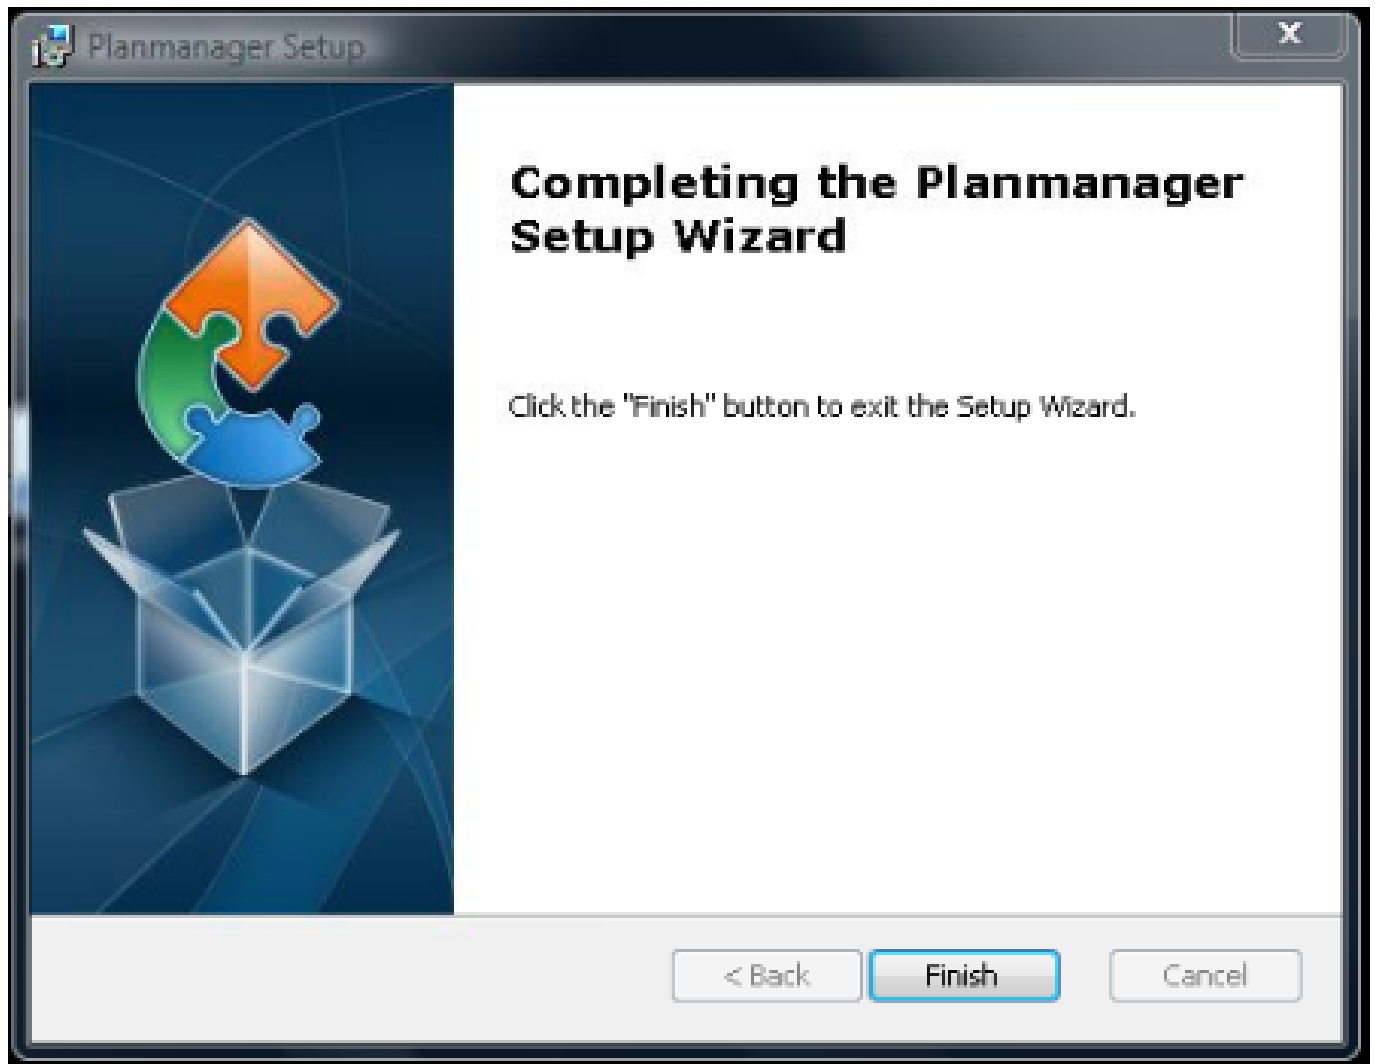 Planmanager Setup
x
Completing the Planmanager
Setup Wizard
Click the "Finish" button to exit the Setup Wizard.
< Back
Finish
Cancel